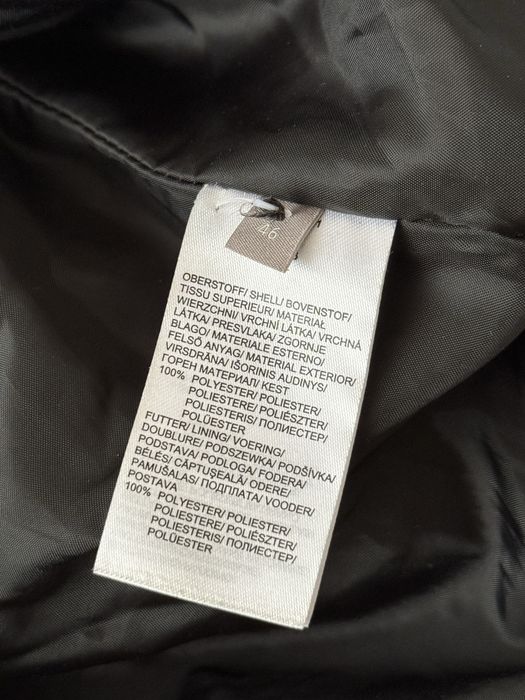 46
OBERSTOFF/ SHELL/ BOVENSTOF/
TISSU SUPERIEUR/ MATERIAŁ
WIERZCHNI/ VRCHNÍ LÁTKA/ VRCHNÁ
LÁTKA/ PRESVLAKA/ ZGORNJE
BLAGO/ MATERIALE ESTERNO/
FELSŐ ANYAG/ MATERIAL EXTERIOR/
VIRSDRĀNA/ IŠORINIS AUDINYS/
ГОРЕН МАТЕРИАЛ/ KEST
100% POLYESTER/ POLIESTER/
POLIESTERE/ POLIÉSZTER/
POLIESTERIS/ ПОЛИЕСТЕР/
POLÜESTER
FUTTER/ LINING/ VOERING/
DOUBLURE/ PODSZEWKA/ PODŠÍVKA/
PODSTAVA/ PODLOGA/ FODERA/
BÉLÉS/ CĂPTUŞEALĂ/ ODERE/
PAMUŠALAS/ ПОДПЛАТА/ VOODER/
POSTAVA
100% POLYESTER/ POLIESTER/
POLIESTERE/ POLIÉSZTER/
POLIESTERIS/ ПОЛИЕСТЕР/
POLÜESTER